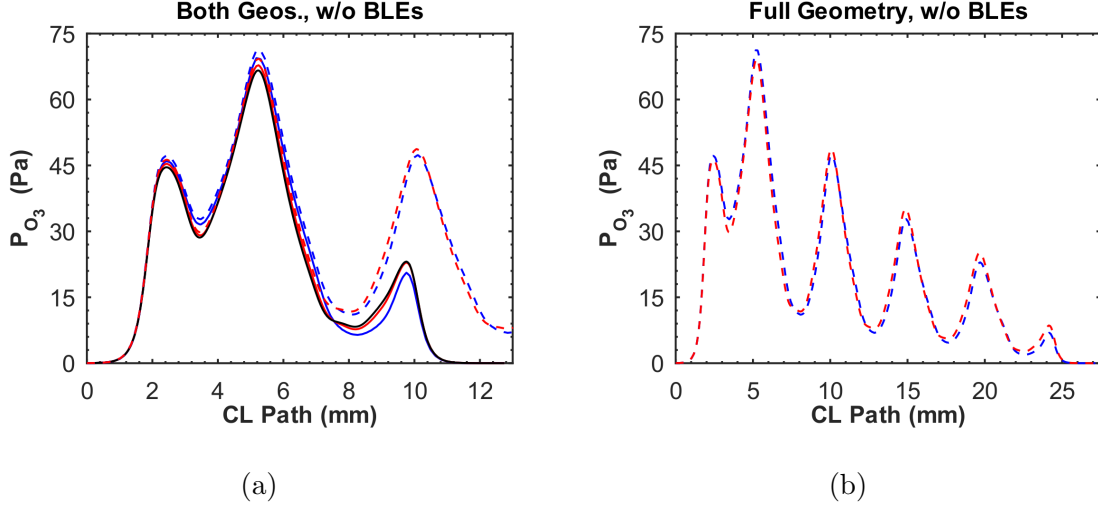 Both Geos., w/o BLEs
75
60
45
30
15
0
P_O3 (Pa)
0 2 4 6 8 10 12
CL Path (mm)
(a)
Full Geometry, w/o BLEs
75
60
45
30
15
0
P_O3 (Pa)
0 5 10 15 20 25
CL Path (mm)
(b)